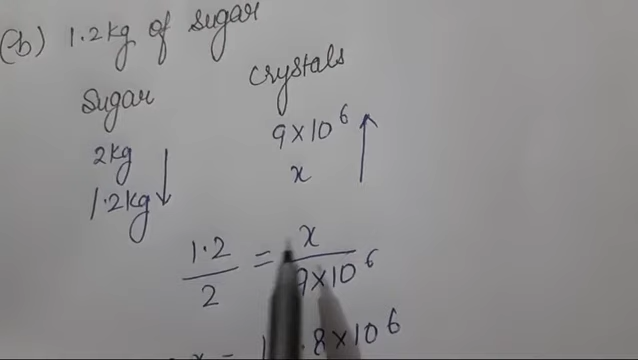 (b) 1.2kg of sugar
Sugar crystals
2kg 9×10⁶
1.2kg x
1.2/2 = x/9×10⁶
8×10⁶